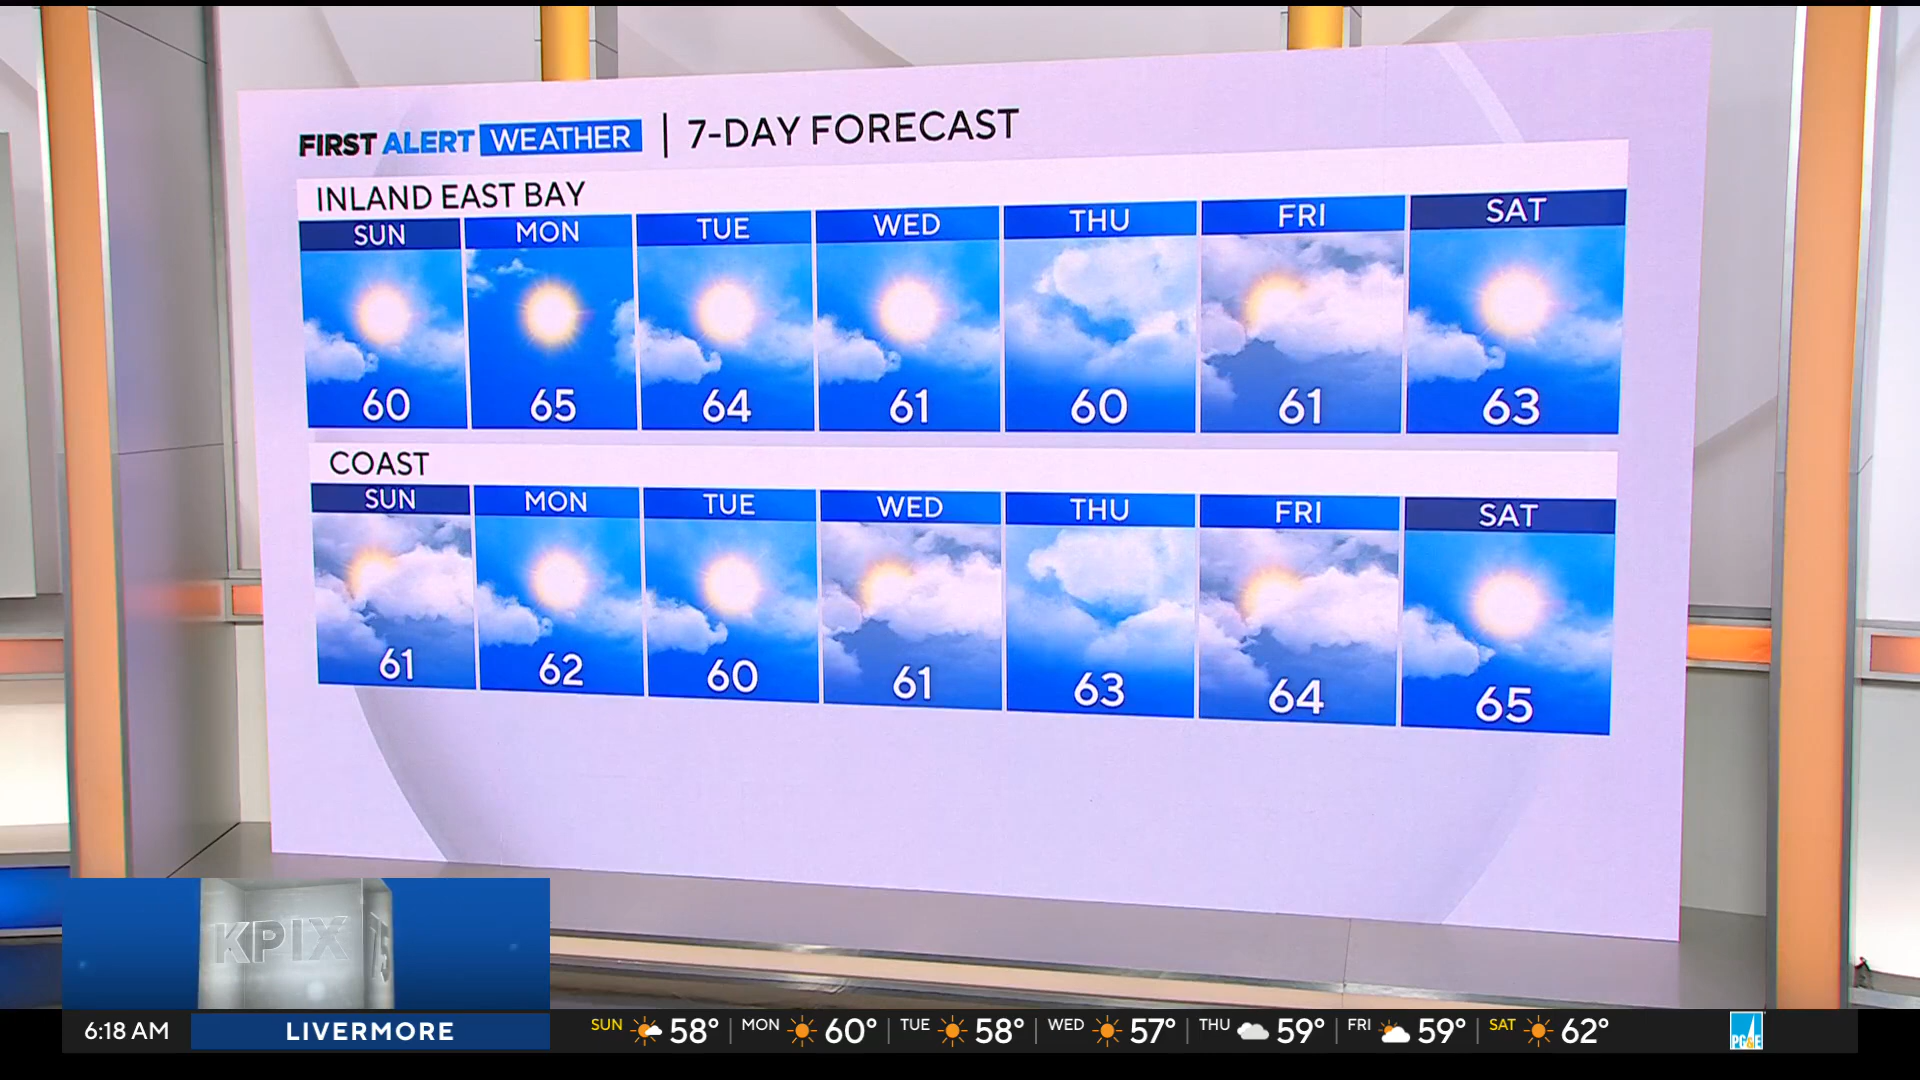 FIRST ALERT WEATHER | 7-DAY FORECAST
INLAND EAST BAY
SUN MON TUE WED THU FRI SAT
60 65 64 61 60 61 63
COAST
SUN MON TUE WED THU FRI SAT
61 62 60 61 63 64 65
KPIX 75
6:18 AM LIVERMORE SUN 58° | MON 60° | TUE 58° | WED 57° | THU 59° | FRI 59° | SAT 62° PG&E